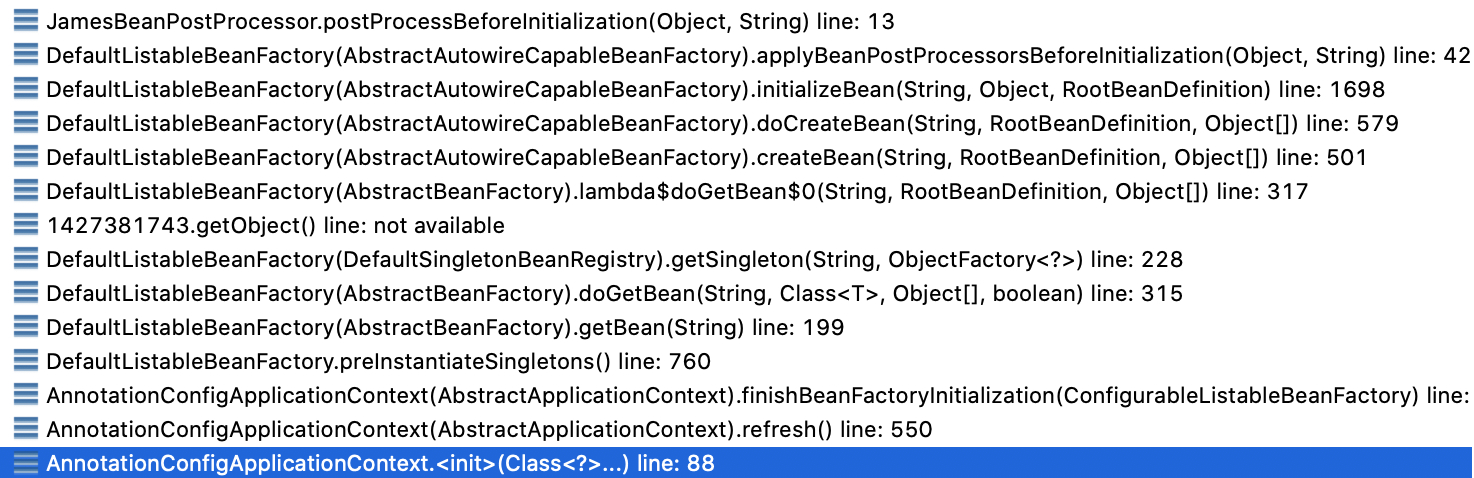 JamesBeanPostProcessor.postProcessBeforeInitialization(Object, String) line: 13
DefaultListableBeanFactory(AbstractAutowireCapableBeanFactory).applyBeanPostProcessorsBeforeInitialization(Object, String) line: 42
DefaultListableBeanFactory(AbstractAutowireCapableBeanFactory).initializeBean(String, Object, RootBeanDefinition) line: 1698
DefaultListableBeanFactory(AbstractAutowireCapableBeanFactory).doCreateBean(String, RootBeanDefinition, Object[]) line: 579
DefaultListableBeanFactory(AbstractAutowireCapableBeanFactory).createBean(String, RootBeanDefinition, Object[]) line: 501
DefaultListableBeanFactory(AbstractBeanFactory).lambda$doGetBean$0(String, RootBeanDefinition, Object[]) line: 317
1427381743.getObject() line: not available
DefaultListableBeanFactory(DefaultSingletonBeanRegistry).getSingleton(String, ObjectFactory<?>) line: 228
DefaultListableBeanFactory(AbstractBeanFactory).doGetBean(String, Class<T>, Object[], boolean) line: 315
DefaultListableBeanFactory(AbstractBeanFactory).getBean(String) line: 199
DefaultListableBeanFactory.preInstantiateSingletons() line: 760
AnnotationConfigApplicationContext(AbstractApplicationContext).finishBeanFactoryInitialization(ConfigurableListableBeanFactory) line:
AnnotationConfigApplicationContext(AbstractApplicationContext).refresh() line: 550
AnnotationConfigApplicationContext.<init>(Class<?>...) line: 88